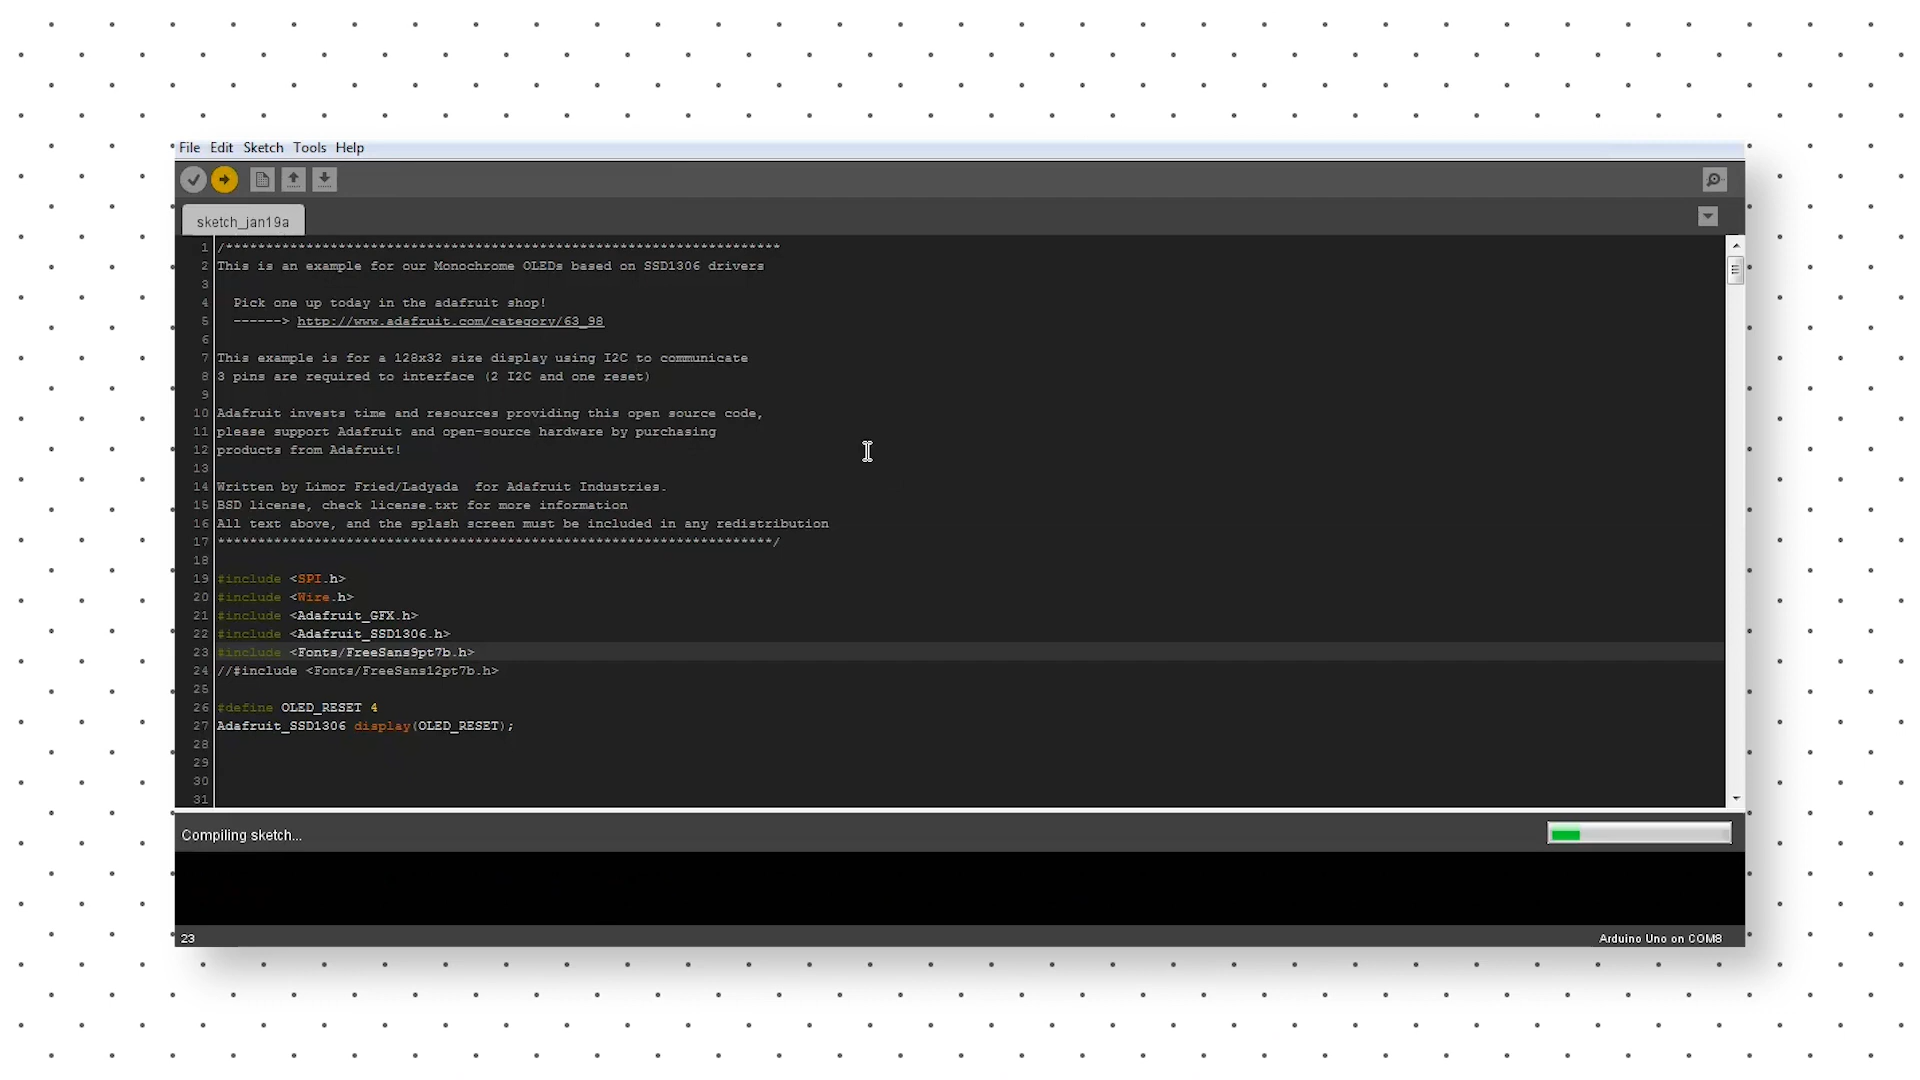 File Edit Sketch Tools Help
sketch_jan19a
1 /*********************************************************************
2 This is an example for our Monochrome OLEDs based on SSD1306 drivers
3
4 Pick one up today in the adafruit shop!
5 ------> http://www.adafruit.com/category/63_98
6
7 This example is for a 128x32 size display using I2C to communicate
8 3 pins are required to interface (2 I2C and one reset)
9
10 Adafruit invests time and resources providing this open source code,
11 please support Adafruit and open-source hardware by purchasing
12 products from Adafruit!
13
14 Written by Limor Fried/Ladyada  for Adafruit Industries.
15 BSD license, check license.txt for more information
16 All text above, and the splash screen must be included in any redistribution
17 *********************************************************************/
18
19 #include <SPI.h>
20 #include <Wire.h>
21 #include <Adafruit_GFX.h>
22 #include <Adafruit_SSD1306.h>
23 #include <Fonts/FreeSans9pt7b.h>
24 //#include <Fonts/FreeSans12pt7b.h>
25
26 #define OLED_RESET 4
27 Adafruit_SSD1306 display(OLED_RESET);
28
29
30
31
Compiling sketch...
23
Arduino Uno on COM8